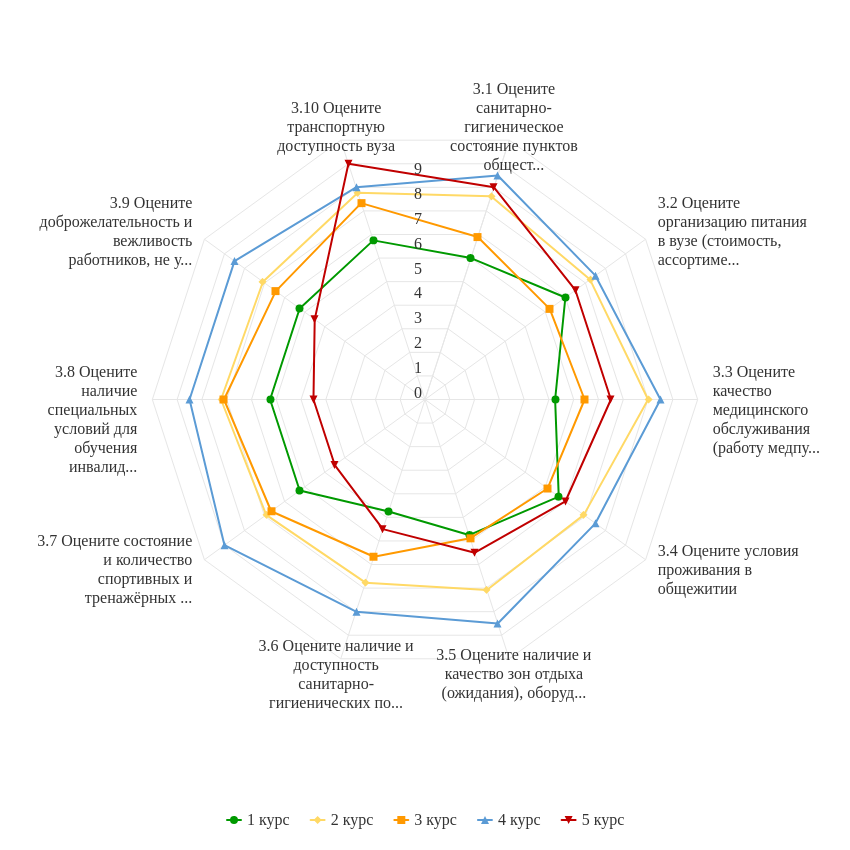 3.1 Оцените
санитарно-
гигиеническое
состояние пунктов
общест...
3.2 Оцените
организацию питания
в вузе (стоимость,
ассортиме...
3.3 Оцените
качество
медицинского
обслуживания
(работу медпу...
3.4 Оцените условия
проживания в
общежитии
3.5 Оцените наличие и
качество зон отдыха
(ожидания), оборуд...
3.6 Оцените наличие и
доступность
санитарно-
гигиенических по...
3.7 Оцените состояние
и количество
спортивных и
тренажёрных ...
3.8 Оцените
наличие
специальных
условий для
обучения
инвалид...
3.9 Оцените
доброжелательность и
вежливость
работников, не у...
3.10 Оцените
транспортную
доступность вуза
9
8
7
6
5
4
3
2
1
0
1 курс
2 курс
3 курс
4 курс
5 курс